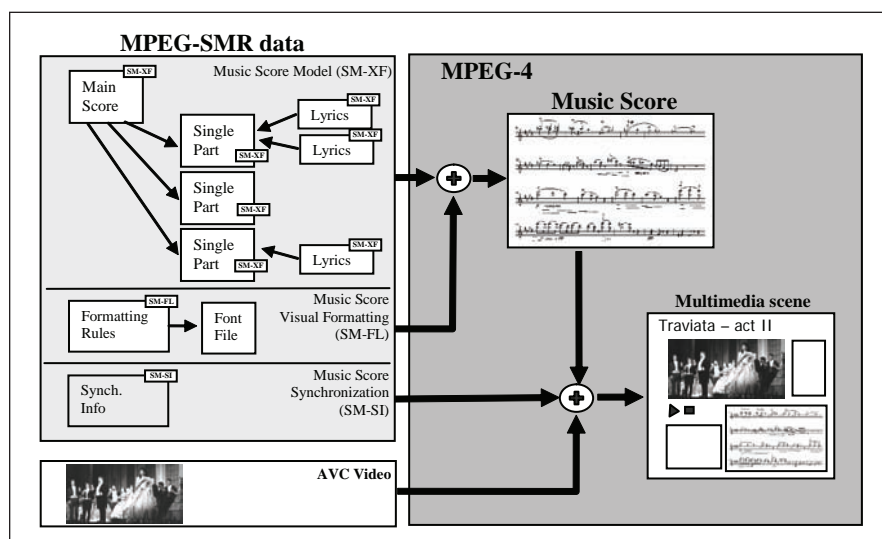 MPEG-SMR data
Music Score Model (SM-XF)
SM-XF
Main
Score
SM-XF
Lyrics
Single
Part
SM-XF
SM-XF
Lyrics
Single
Part
SM-XF
Single
Part
SM-XF
SM-XF
Lyrics
SM-FL
Formatting
Rules
Font
File
Music Score
Visual Formatting
(SM-FL)
SM-SI
Synch.
Info
Music Score
Synchronization
(SM-SI)
AVC Video
MPEG-4
Music Score
Multimedia scene
Traviata – act II